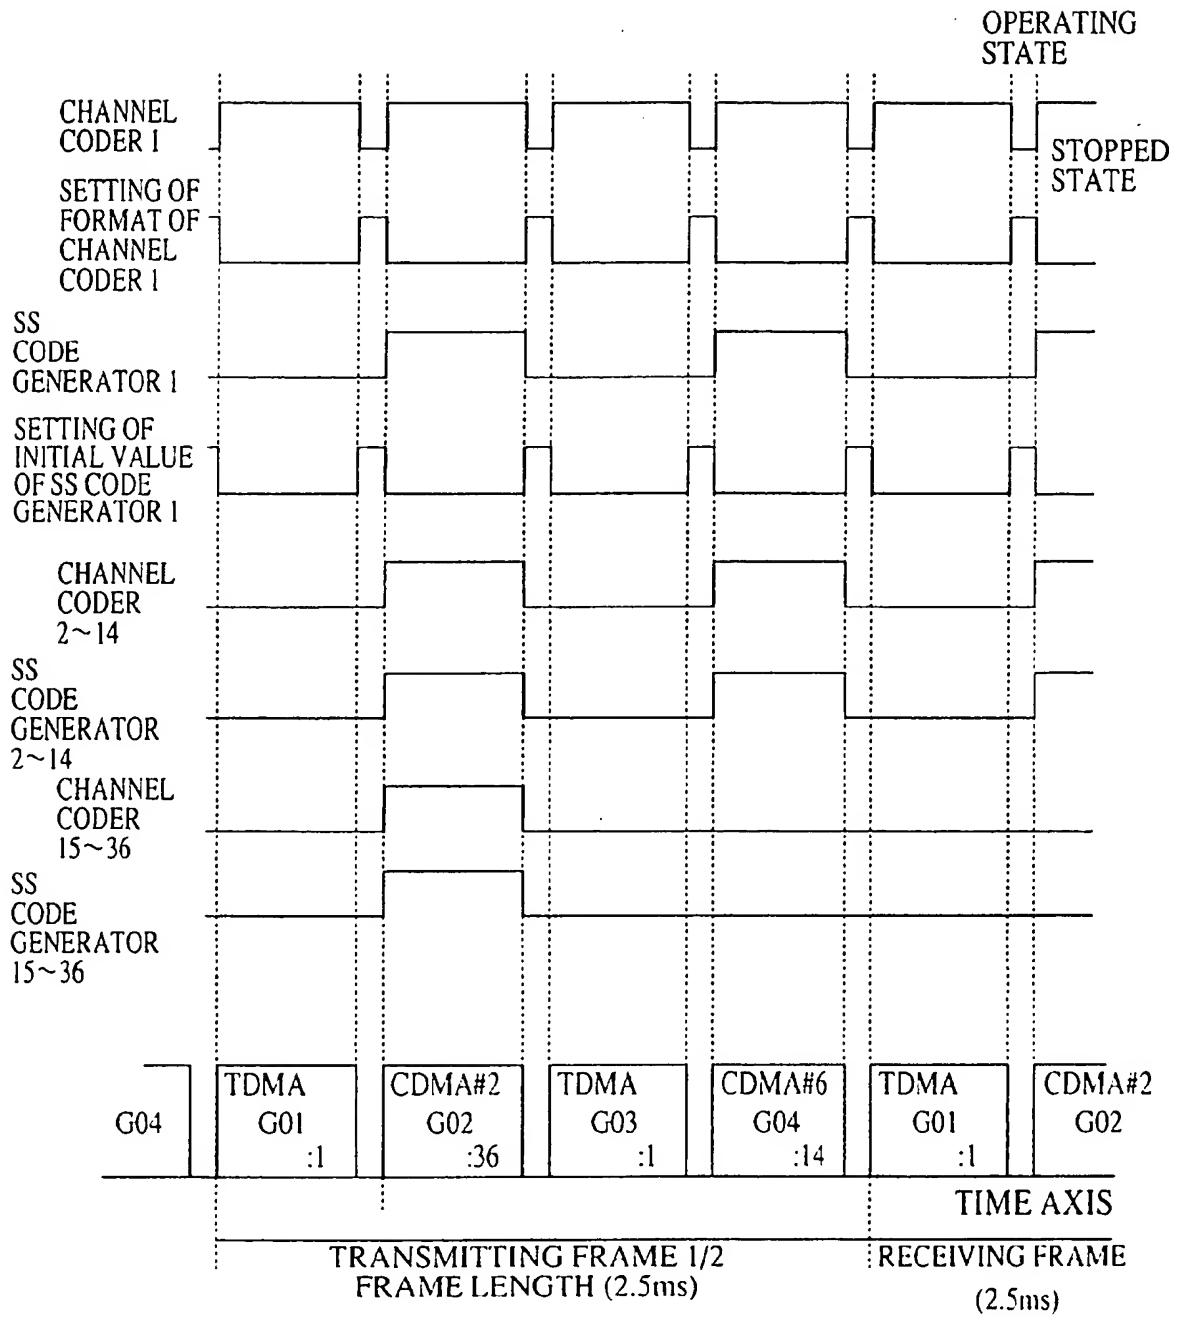 OPERATING
STATE
CHANNEL
CODER 1
STOPPED
STATE
SETTING OF
FORMAT OF
CHANNEL
CODER 1
SS
CODE
GENERATOR 1
SETTING OF
INITIAL VALUE
OF SS CODE
GENERATOR 1
CHANNEL
CODER
2~14
SS
CODE
GENERATOR
2~14
CHANNEL
CODER
15~36
SS
CODE
GENERATOR
15~36
G04
TDMA
G01
:1
CDMA#2
G02
:36
TDMA
G03
:1
CDMA#6
G04
:14
TDMA
G01
:1
CDMA#2
G02
TIME AXIS
TRANSMITTING FRAME 1/2
FRAME LENGTH (2.5ms)
RECEIVING FRAME
(2.5ms)